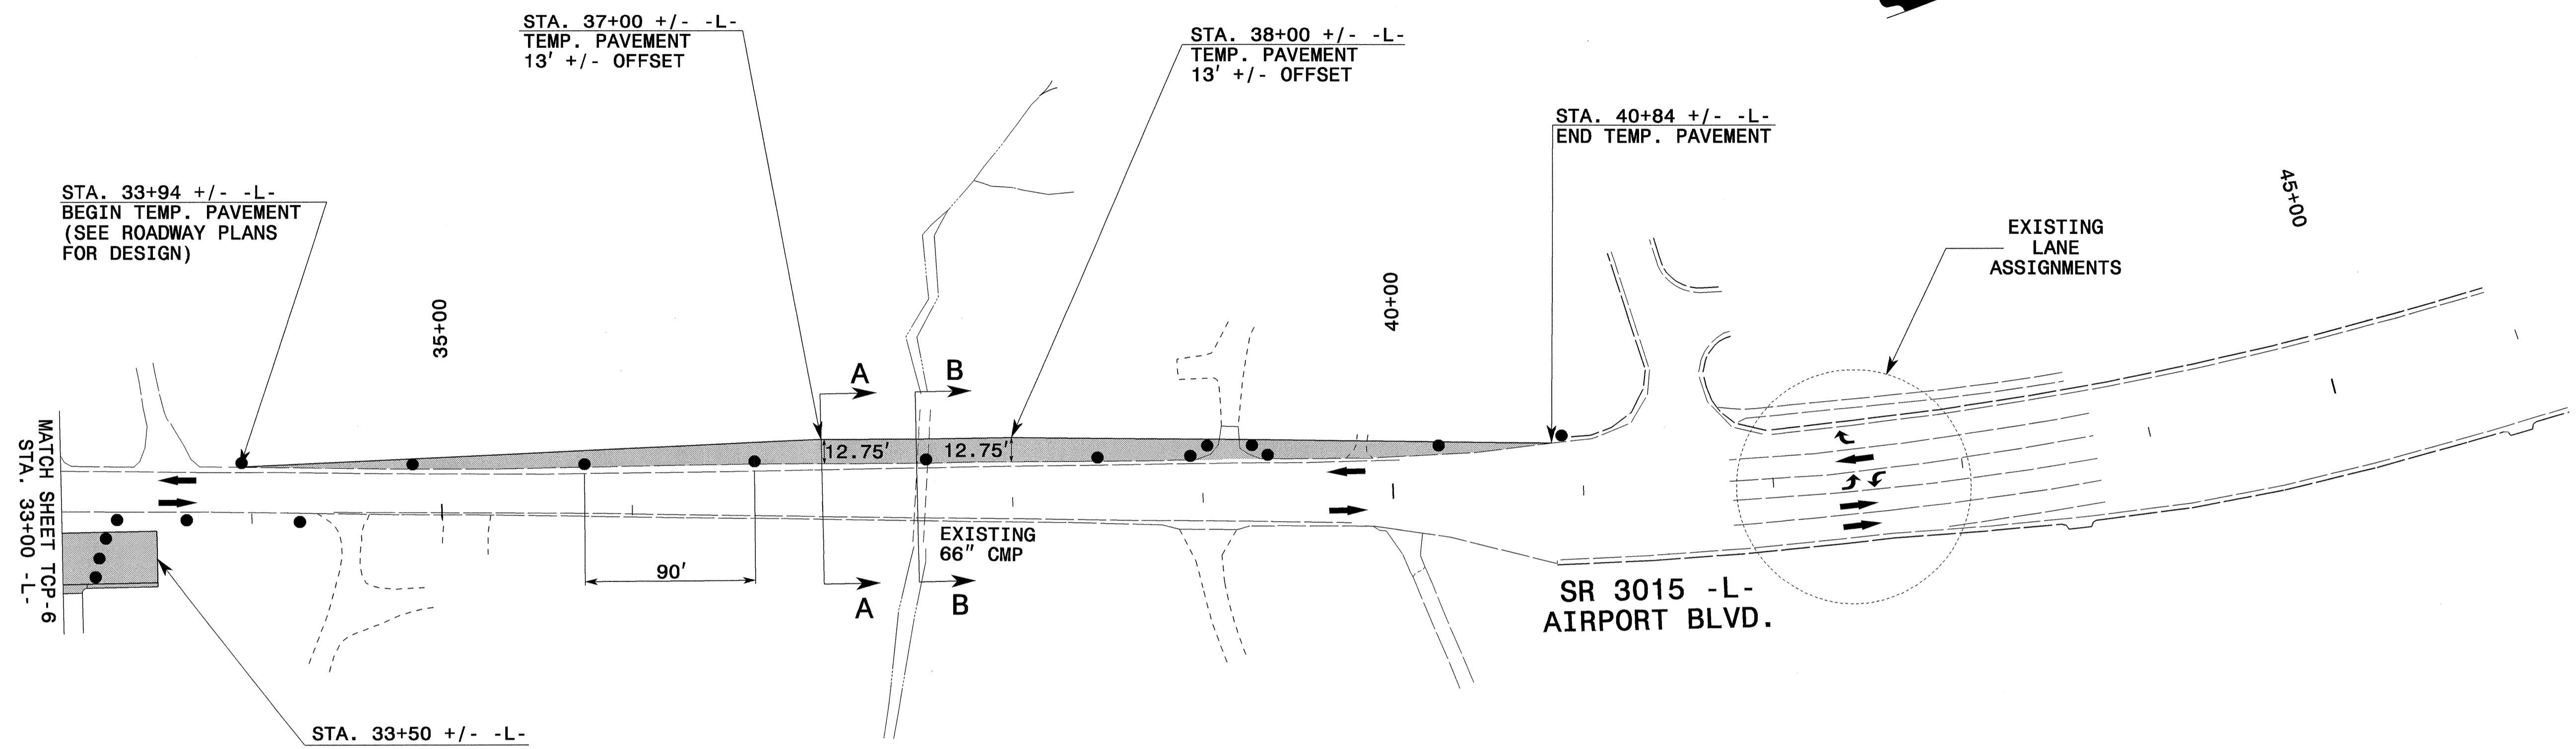 STA. 37+00 +/- -L-
TEMP. PAVEMENT
13' +/- OFFSET
STA. 38+00 +/- -L-
TEMP. PAVEMENT
13' +/- OFFSET
STA. 40+84 +/- -L-
END TEMP. PAVEMENT
STA. 33+94 +/- -L-
BEGIN TEMP. PAVEMENT
(SEE ROADWAY PLANS
FOR DESIGN)
45+00
EXISTING
LANE
ASSIGNMENTS
35+00
40+00
A
B
12.75'
12.75'
MATCH SHEET TCP-6
STA. 33+00 -L-
EXISTING
66" CMP
90'
A
B
SR 3015 -L-
AIRPORT BLVD.
STA. 33+50 +/- -L-